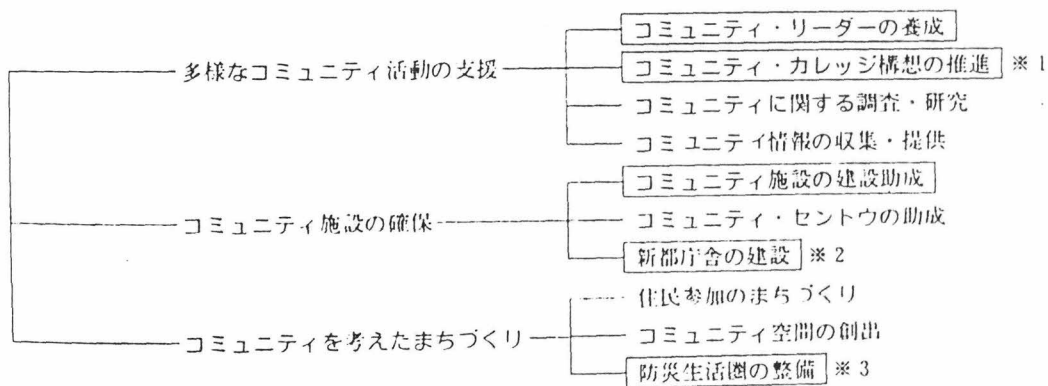 コミュニティ・リーダーの養成
多様なコミュニティ活動の支援
コミュニティ・カレッジ構想の推進 ※1
コミュニティに関する調査・研究
コミュニティ情報の収集・提供
コミュニティ施設の建設助成
コミュニティ施設の確保
コミュニティ・セントウの助成
新都庁舎の建設 ※2
住民参加のまちづくり
コミュニティを考えたまちづくり
コミュニティ空間の創出
防災生活圏の整備 ※3